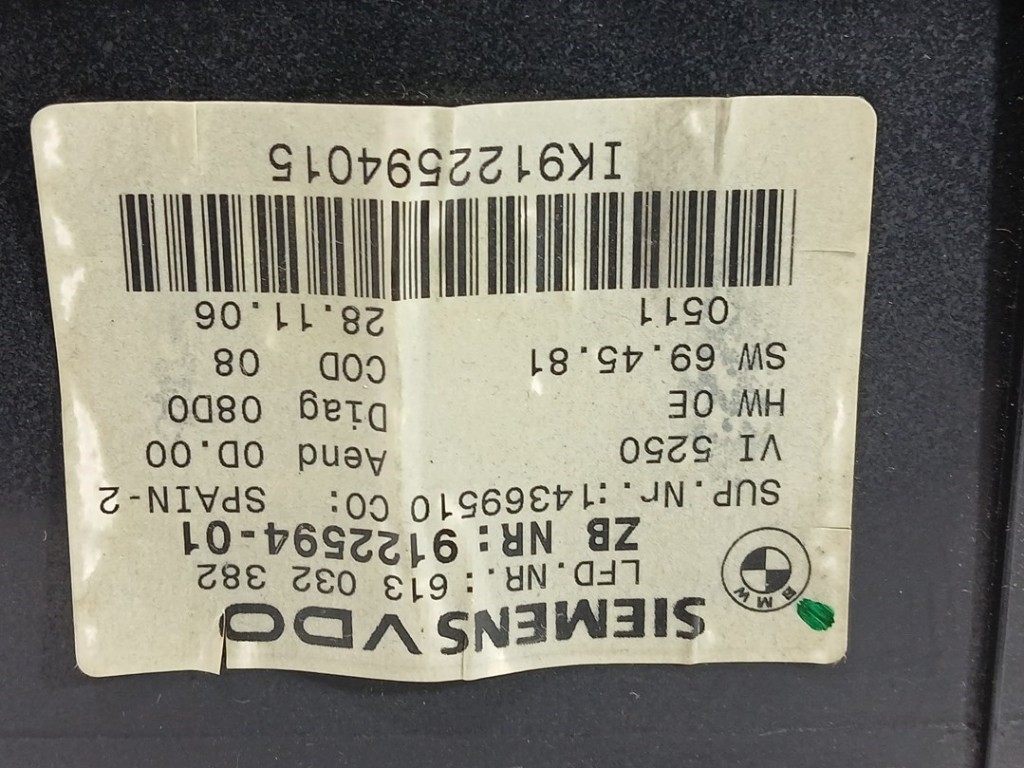 SIEMENS VDO
BMW
LFD.NR.: 613 032 382
ZB NR: 9122594-01
SUP.Nr.:14369510 CO: SPAIN-2
VI 5250 Aend 0D.00
HW 0E Diag 08D0
SW 69.45.81 COD 08
0511 28.11.06
IK9122594015